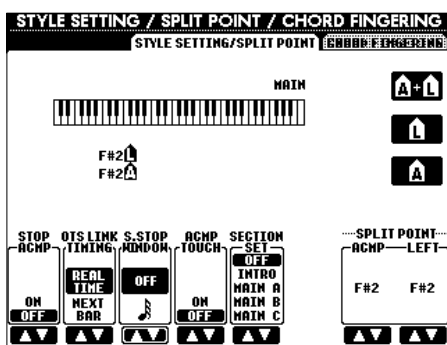 STYLE SETTING / SPLIT POINT / CHORD FINGERING
STYLE SETTING/SPLIT POINT CHORD FINGERING
MAIN
A+L
L
A
F#2 L
F#2 A
STOP ACMP
ON
OFF
OTS LINK TIMING
REAL TIME
NEXT BAR
S.STOP WINDOW
OFF
ACMP TOUCH
ON
OFF
SECTION SET
OFF
INTRO
MAIN A
MAIN B
MAIN C
SPLIT POINT
ACMP LEFT
F#2 F#2